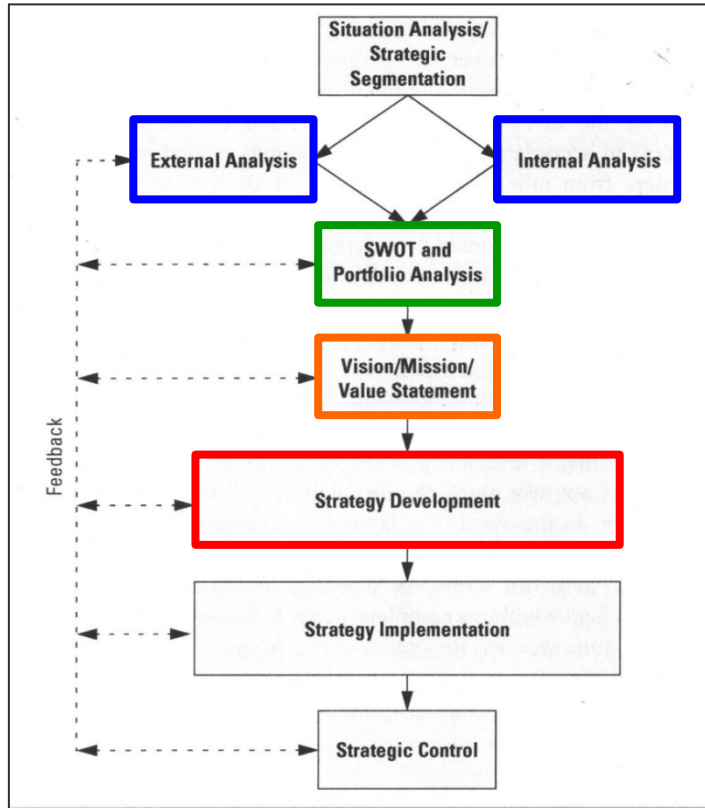 Situation Analysis/
Strategic
Segmentation
External Analysis
Internal Analysis
SWOT and
Portfolio Analysis
Vision/Mission/
Value Statement
Feedback
Strategy Development
Strategy Implementation
Strategic Control